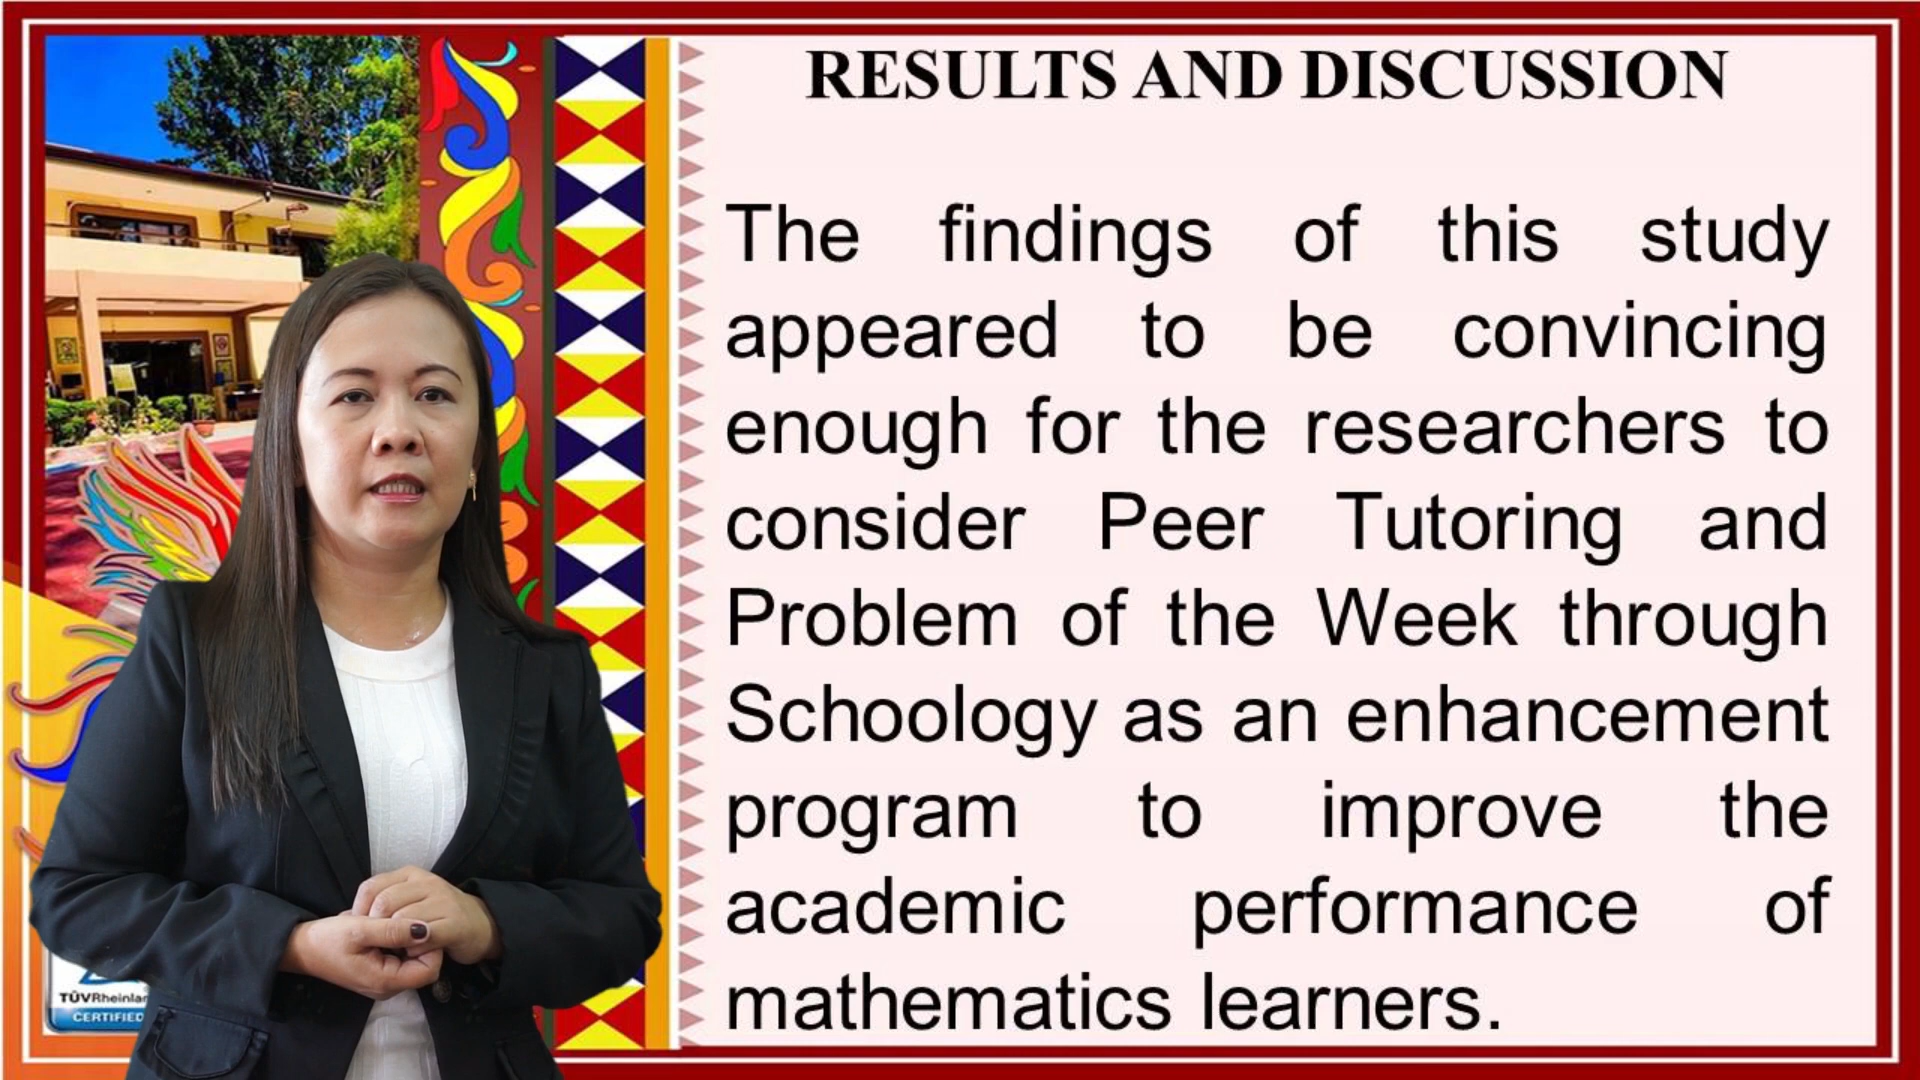 RESULTS AND DISCUSSION
The findings of this study
appeared to be convincing
enough for the researchers to
consider Peer Tutoring and
Problem of the Week through
Schoology as an enhancement
program to improve the
academic performance of
mathematics learners.
CERTIFIED